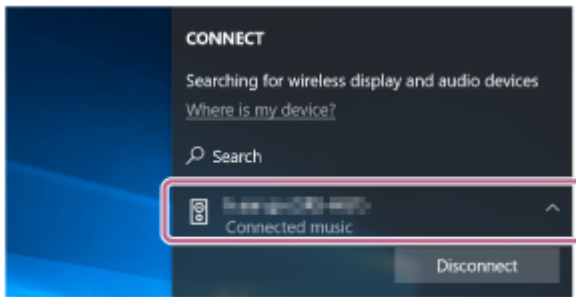 CONNECT
Searching for wireless display and audio devices
Where is my device?
Search
Connected music
Disconnect